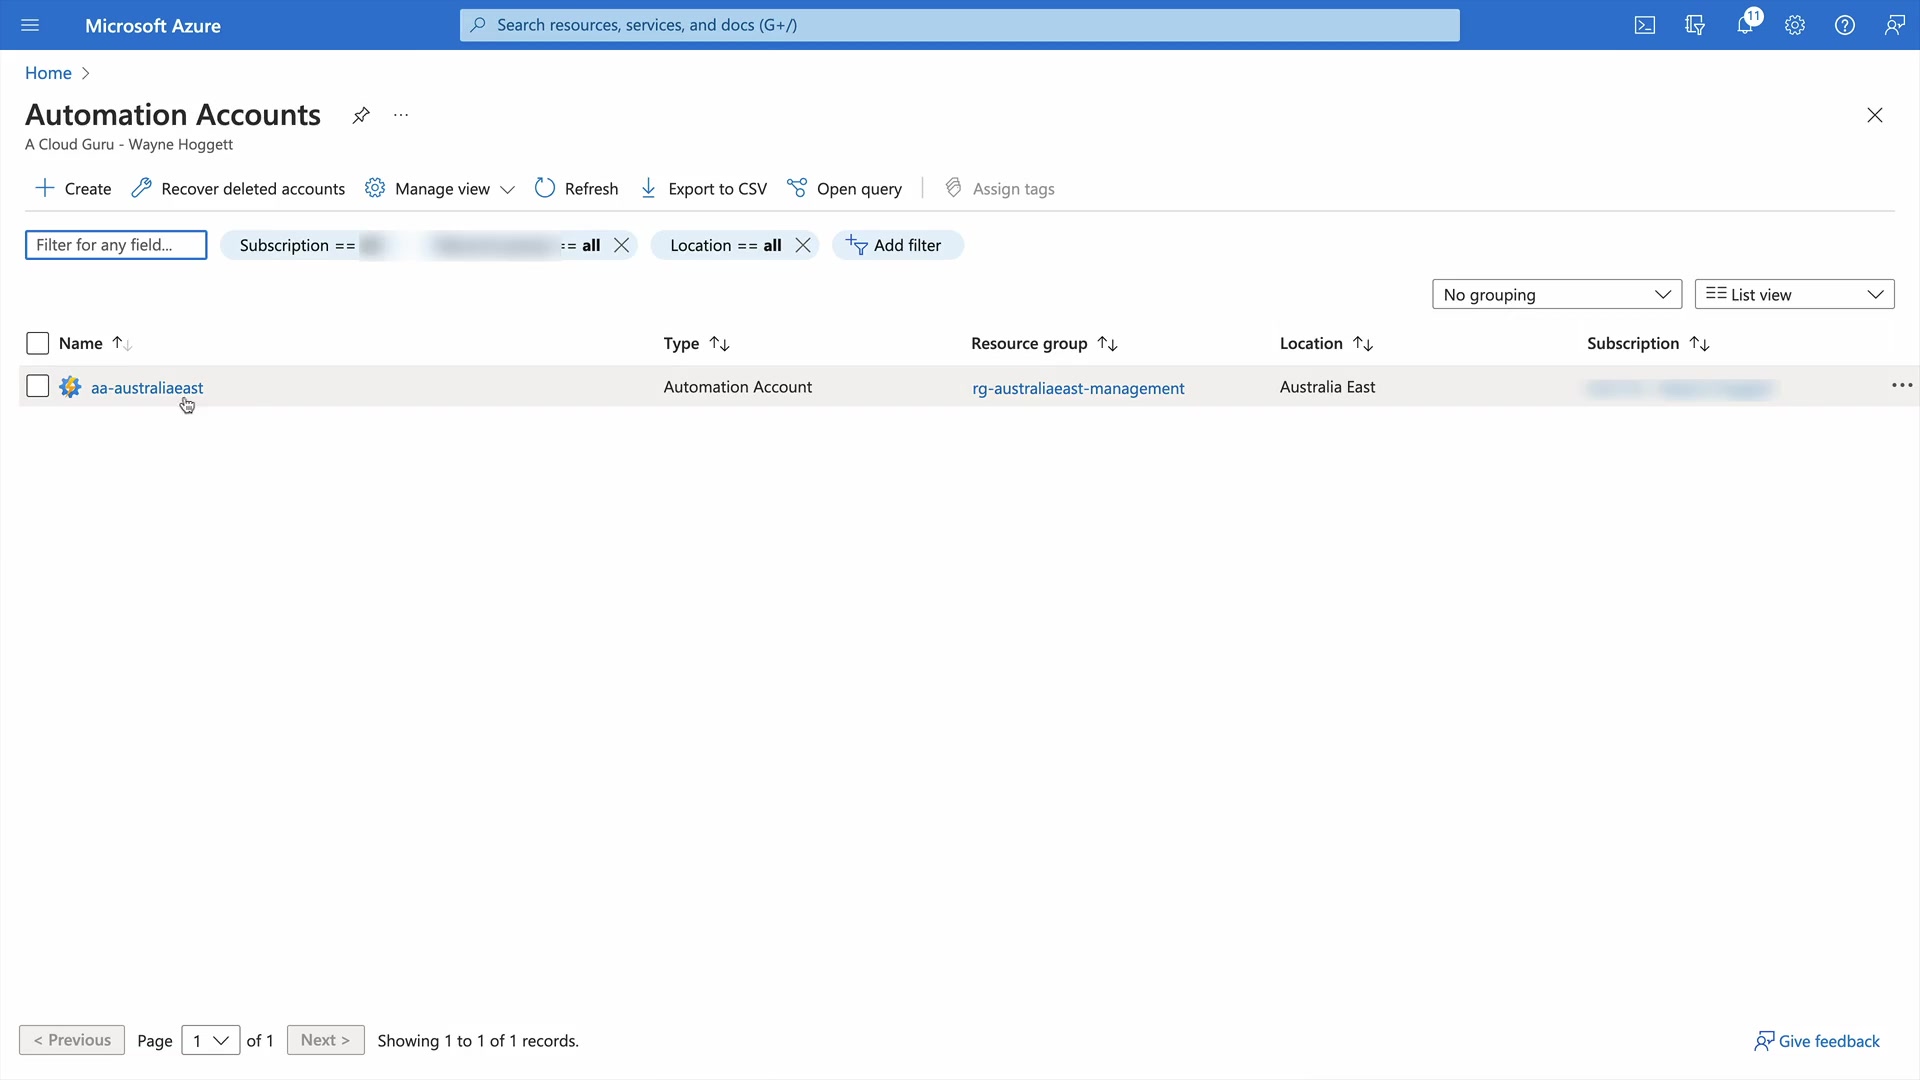 Microsoft Azure
Search resources, services, and docs (G+/)
11
Home
Automation Accounts
A Cloud Guru - Wayne Hoggett
Create
Recover deleted accounts
Manage view
Refresh
Export to CSV
Open query
Assign tags
Filter for any field...
Subscription ==
== all
Location == all
Add filter
No grouping
List view
Name
Type
Resource group
Location
Subscription
aa-australiaeast
Automation Account
rg-australiaeast-management
Australia East
< Previous
Page
1
of 1
Next >
Showing 1 to 1 of 1 records.
Give feedback